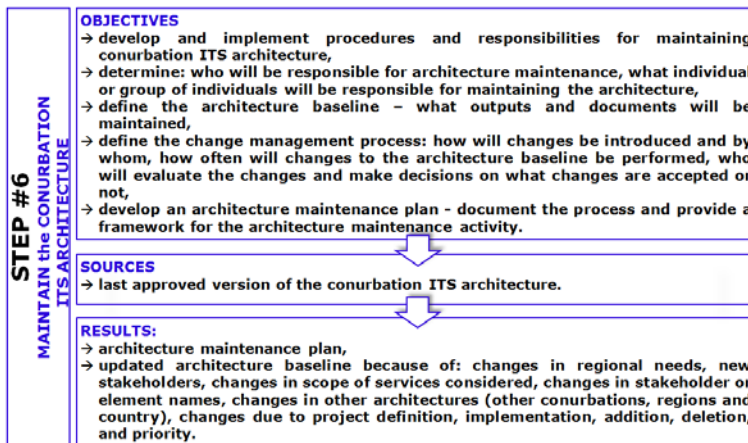 STEP #6
MAINTAIN the CONURBATION
ITS ARCHITECTURE
OBJECTIVES
→ develop and implement procedures and responsibilities for maintaining
conurbation ITS architecture,
→ determine: who will be responsible for architecture maintenance, what individual
or group of individuals will be responsible for maintaining the architecture,
→ define the architecture baseline – what outputs and documents will be
maintained,
→ define the change management process: how will changes be introduced and by
whom, how often will changes to the architecture baseline be performed, who
will evaluate the changes and make decisions on what changes are accepted or
not,
→ develop an architecture maintenance plan - document the process and provide a
framework for the architecture maintenance activity.
SOURCES
→ last approved version of the conurbation ITS architecture.
RESULTS:
→ architecture maintenance plan,
→ updated architecture baseline because of: changes in regional needs, new
stakeholders, changes in scope of services considered, changes in stakeholder or
element names, changes in other architectures (other conurbations, regions and
country), changes due to project definition, implementation, addition, deletion,
and priority.